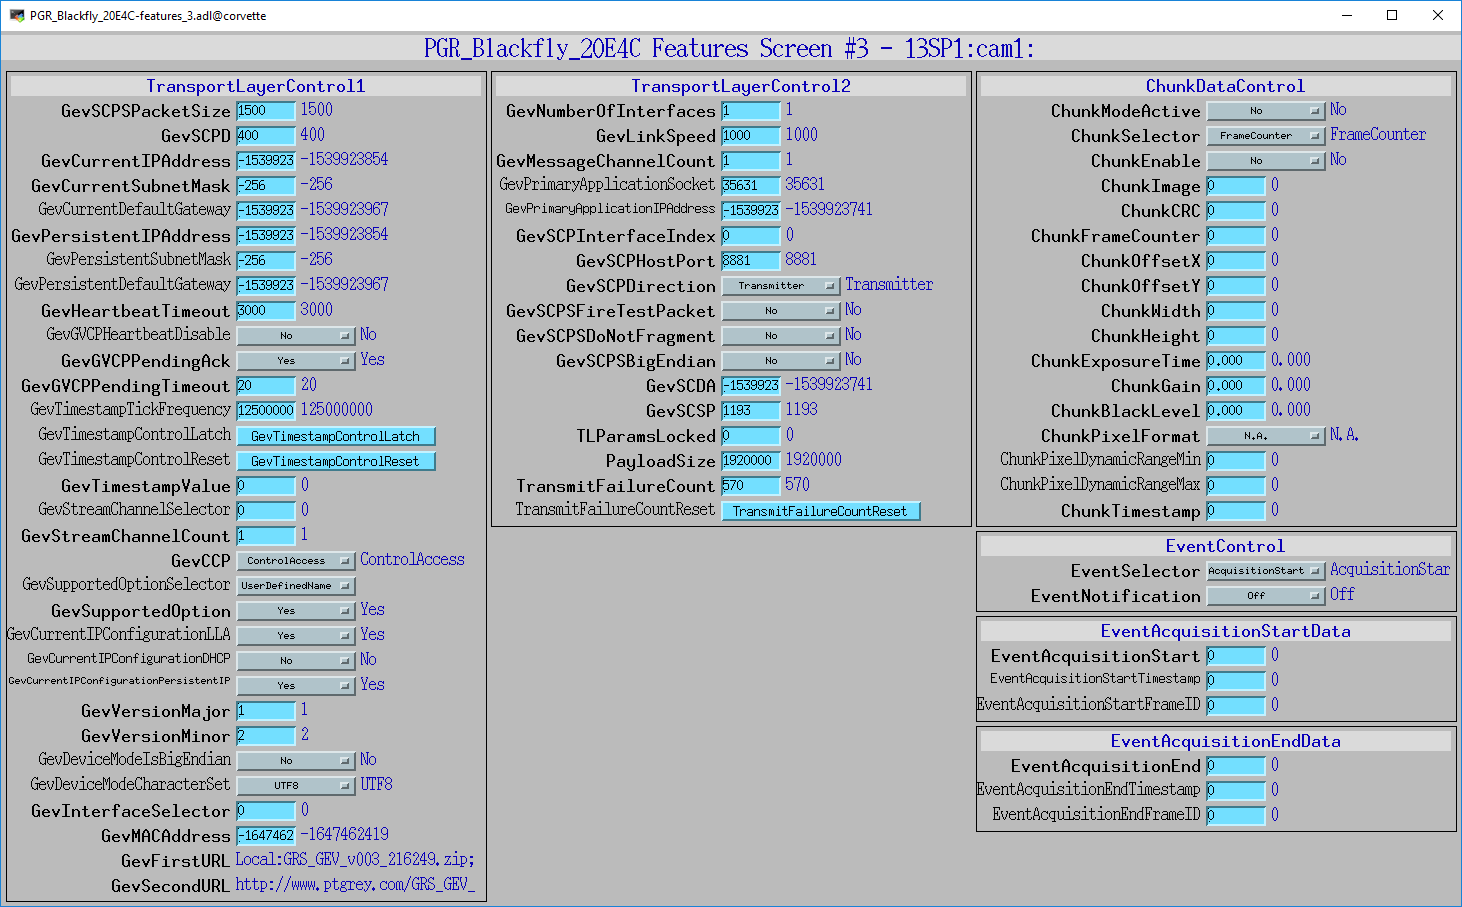 PGR_Blackfly_20E4C-features_3.adl@corvette
PGR_Blackfly_20E4C Features Screen #3 - 13SP1:cam1:
TransportLayerControl1
GevSCPSPacketSize 1500 1500
GevSCPD 400 400
GevCurrentIPAddress -1539923 -1539923854
GevCurrentSubnetMask -256 -256
GevCurrentDefaultGateway -1539923 -1539923967
GevPersistentIPAddress -1539923 -1539923854
GevPersistentSubnetMask -256 -256
GevPersistentDefaultGateway -1539923 -1539923967
GevHeartbeatTimeout 3000 3000
GevGVCPHeartbeatDisable No No
GevGVCPPendingAck Yes Yes
GevGVCPPendingTimeout 20 20
GevTimestampTickFrequency 12500000 125000000
GevTimestampControlLatch GevTimestampControlLatch
GevTimestampControlReset GevTimestampControlReset
GevTimestampValue 0 0
GevStreamChannelSelector 0 0
GevStreamChannelCount 1 1
GevCCP ControlAccess ControlAccess
GevSupportedOptionSelector UserDefinedName
GevSupportedOption Yes Yes
GevCurrentIPConfigurationLLA Yes Yes
GevCurrentIPConfigurationDHCP No No
GevCurrentIPConfigurationPersistentIP Yes Yes
GevVersionMajor 1 1
GevVersionMinor 2 2
GevDeviceModeIsBigEndian No No
GevDeviceModeCharacterSet UTF8 UTF8
GevInterfaceSelector 0 0
GevMACAddress -1647462 -1647462419
GevFirstURL Local:GRS_GEV_v003_216249.zip;
GevSecondURL http://www.ptgrey.com/GRS_GEV_
TransportLayerControl2
GevNumberOfInterfaces 1 1
GevLinkSpeed 1000 1000
GevMessageChannelCount 1 1
GevPrimaryApplicationSocket 35631 35631
GevPrimaryApplicationIPAddress -1539923 -1539923741
GevSCPInterfaceIndex 0 0
GevSCPHostPort 8881 8881
GevSCPDirection Transmitter Transmitter
GevSCPSFireTestPacket No No
GevSCPSDoNotFragment No No
GevSCPSBigEndian No No
GevSCDA -1539923 -1539923741
GevSCSP 1193 1193
TLParamsLocked 0 0
PayloadSize 1920000 1920000
TransmitFailureCount 570 570
TransmitFailureCountReset TransmitFailureCountReset
ChunkDataControl
ChunkModeActive No No
ChunkSelector FrameCounter FrameCounter
ChunkEnable No No
ChunkImage 0 0
ChunkCRC 0 0
ChunkFrameCounter 0 0
ChunkOffsetX 0 0
ChunkOffsetY 0 0
ChunkWidth 0 0
ChunkHeight 0 0
ChunkExposureTime 0.000 0.000
ChunkGain 0.000 0.000
ChunkBlackLevel 0.000 0.000
ChunkPixelFormat N.A. N.A.
ChunkPixelDynamicRangeMin 0 0
ChunkPixelDynamicRangeMax 0 0
ChunkTimestamp 0 0
EventControl
EventSelector AcquisitionStart AcquisitionStar
EventNotification Off Off
EventAcquisitionStartData
EventAcquisitionStart 0 0
EventAcquisitionStartTimestamp 0 0
EventAcquisitionStartFrameID 0 0
EventAcquisitionEndData
EventAcquisitionEnd 0 0
EventAcquisitionEndTimestamp 0 0
EventAcquisitionEndFrameID 0 0